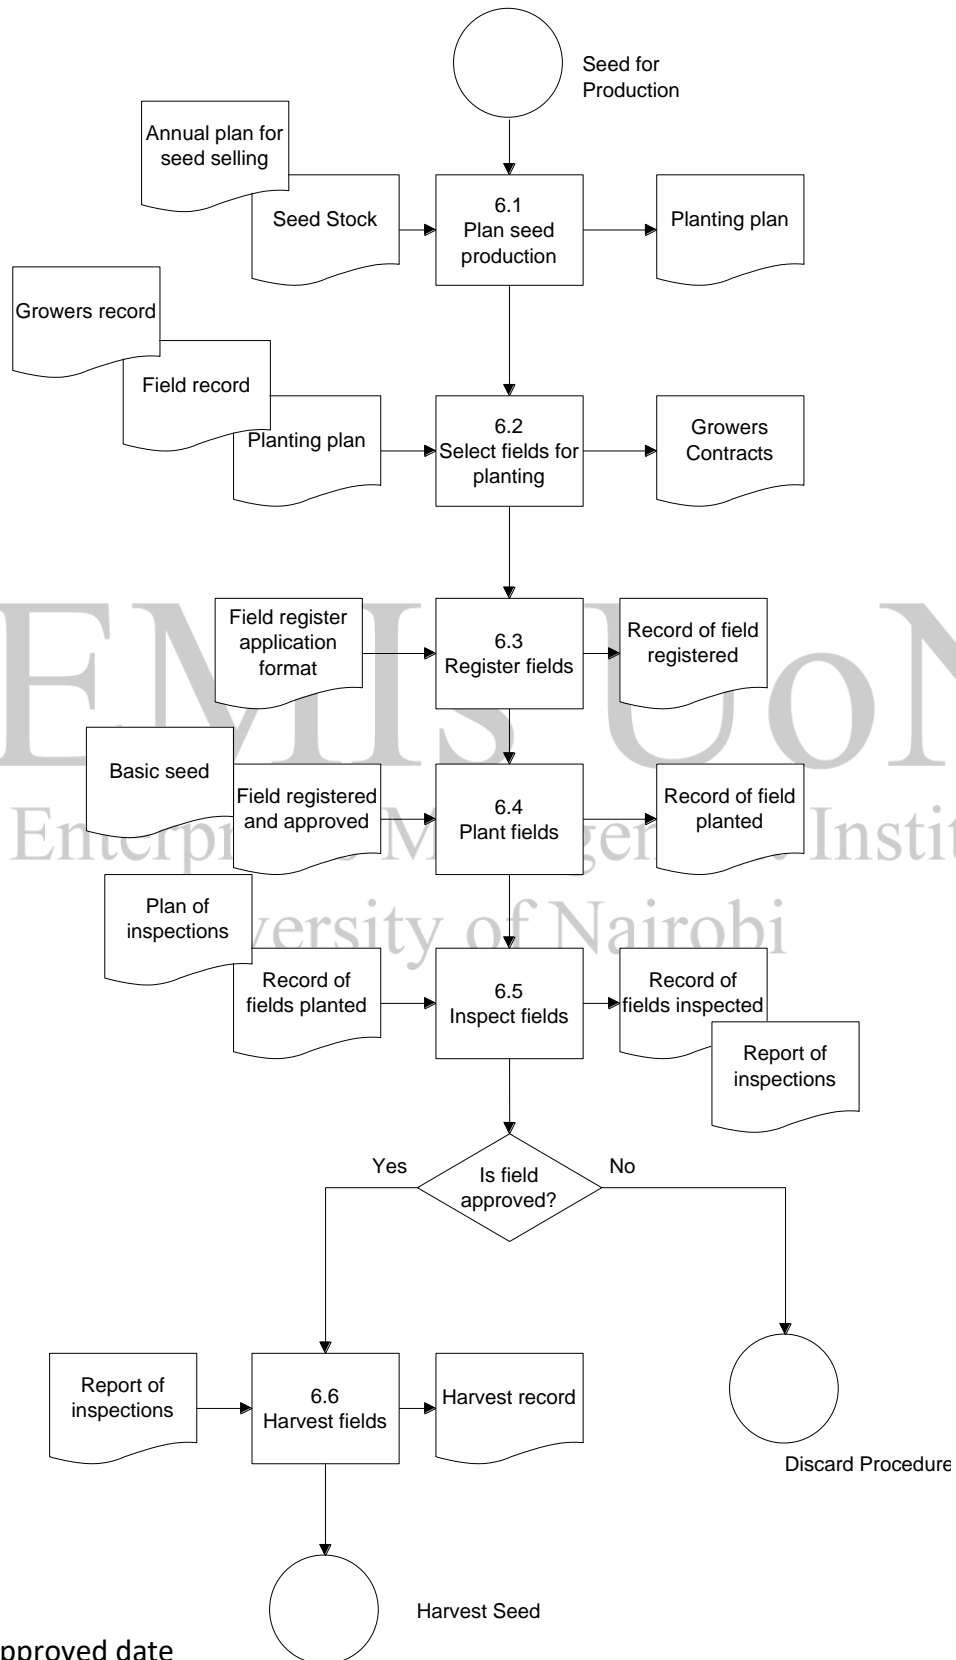 Seed for
Production
Annual plan for
seed selling
Seed Stock
6.1
Plan seed
production
Planting plan
Growers record
Field record
Planting plan
6.2
Select fields for
planting
Growers
Contracts
Field register
application
format
6.3
Register fields
Record of field
registered
EMIs UoN
Basic seed
Field registered
and approved
6.4
Plant fields
Record of field
planted
Plan of
inspections
Record of
fields planted
6.5
Inspect fields
Record of
fields inspected
Report of
inspections
of Nairobi
Yes
Is field
approved?
No
Report of
inspections
6.6
Harvest fields
Harvest record
Discard Procedure
Harvest Seed
pproved date